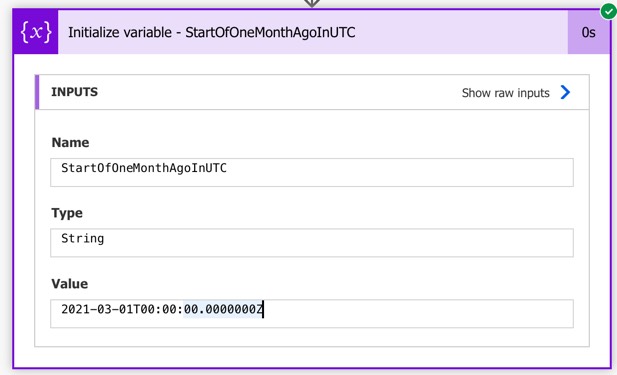 {x} Initialize variable - StartOfOneMonthAgoInUTC 0s
INPUTS Show raw inputs
Name
StartOfOneMonthAgoInUTC
Type
String
Value
2021-03-01T00:00:00.0000000Z